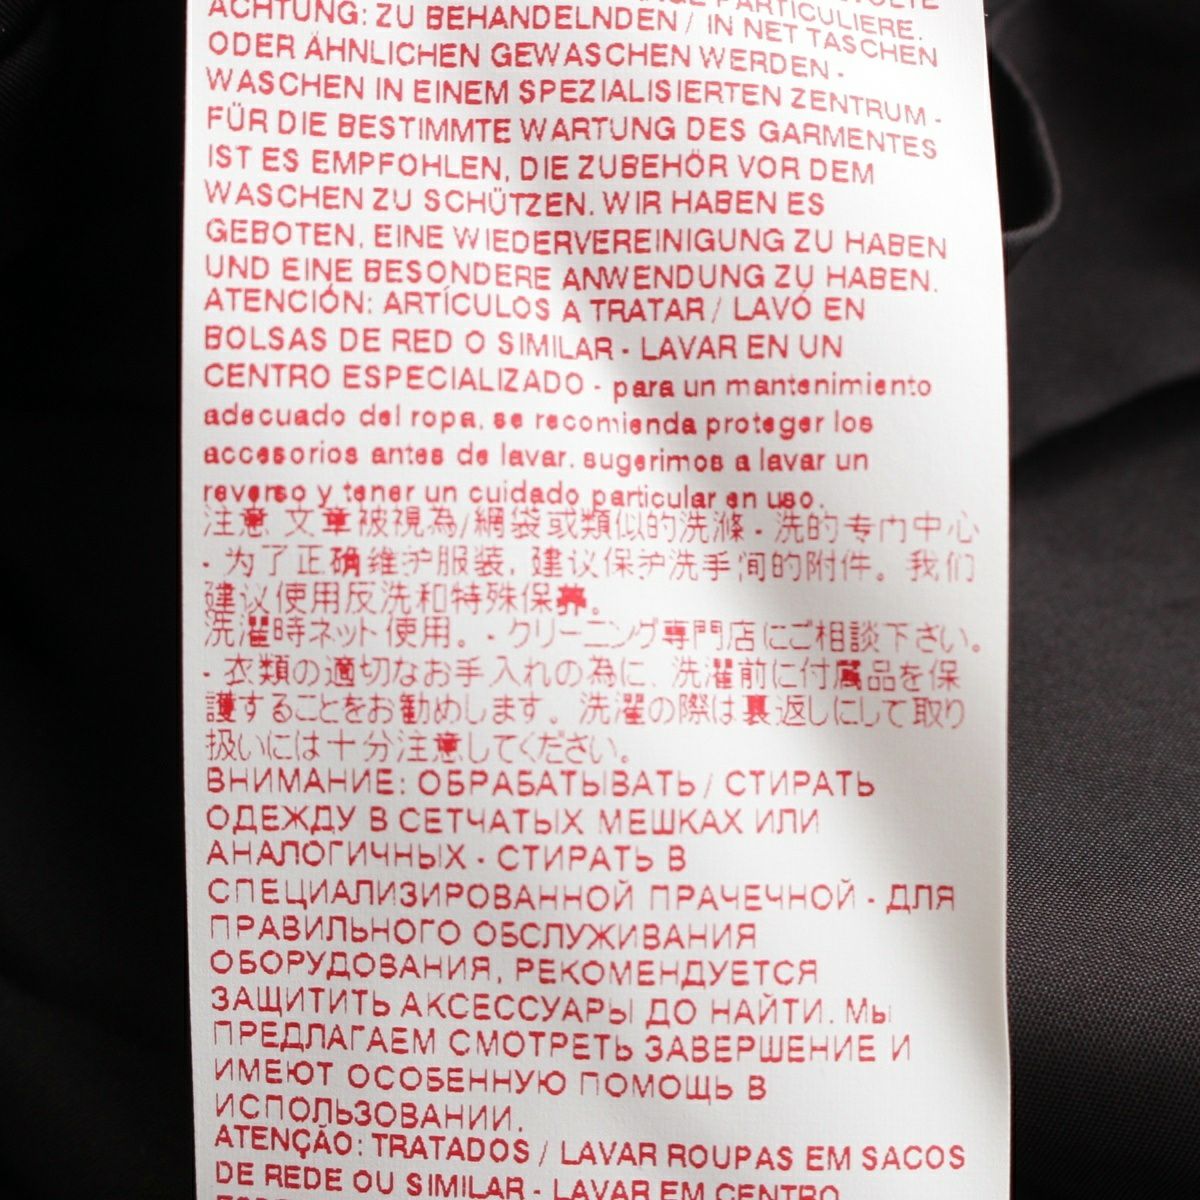 PARTICULIERE.
ACHTUNG: ZU BEHANDELNDEN / IN NET TASCHEN
ODER ÄHNLICHEN GEWASCHEN WERDEN -
WASCHEN IN EINEM SPEZIALISIERTEN ZENTRUM -
FÜR DIE BESTIMMTE WARTUNG DES GARMENTES
IST ES EMPFOHLEN, DIE ZUBEHÖR VOR DEM
WASCHEN ZU SCHÜTZEN. WIR HABEN ES
GEBOTEN, EINE WIEDERVEREINIGUNG ZU HABEN
UND EINE BESONDERE ANWENDUNG ZU HABEN.
ATENCIÓN: ARTÍCULOS A TRATAR / LAVÓ EN
BOLSAS DE RED O SIMILAR - LAVAR EN UN
CENTRO ESPECIALIZADO - para un mantenimiento
adecuado del ropa, se recomienda proteger los
accesorios antes de lavar. sugerimos a lavar un
reverso y tener un cuidado particular en uso.
注意 文章被視為/網袋或類似的洗滌 - 洗的专门中心
- 为了正确维护服装, 建议保护洗手间的附件。我们
建议使用反洗和特殊保养。
洗濯時ネット使用。- クリーニング専門店にご相談下さい。
- 衣類の適切なお手入れの為に、洗濯前に付属品を保
護することをお勧めします。洗濯の際は裏返しにして取り
扱いには十分注意してください。
ВНИМАНИЕ: ОБРАБАТЫВАТЬ / СТИРАТЬ
ОДЕЖДУ В СЕТЧАТЫХ МЕШКАХ ИЛИ
АНАЛОГИЧНЫХ - СТИРАТЬ В
СПЕЦИАЛИЗИРОВАННОЙ ПРАЧЕЧНОЙ - ДЛЯ
ПРАВИЛЬНОГО ОБСЛУЖИВАНИЯ
ОБОРУДОВАНИЯ, РЕКОМЕНДУЕТСЯ
ЗАЩИТИТЬ АКСЕССУАРЫ ДО НАЙТИ. Мы
ПРЕДЛАГАЕМ СМОТРЕТЬ ЗАВЕРШЕНИЕ И
ИМЕЮТ ОСОБЕННУЮ ПОМОЩЬ В
ИСПОЛЬЗОВАНИИ.
ATENÇÃO: TRATADOS / LAVAR ROUPAS EM SACOS
DE REDE OU SIMILAR - LAVAR EM CENTRO